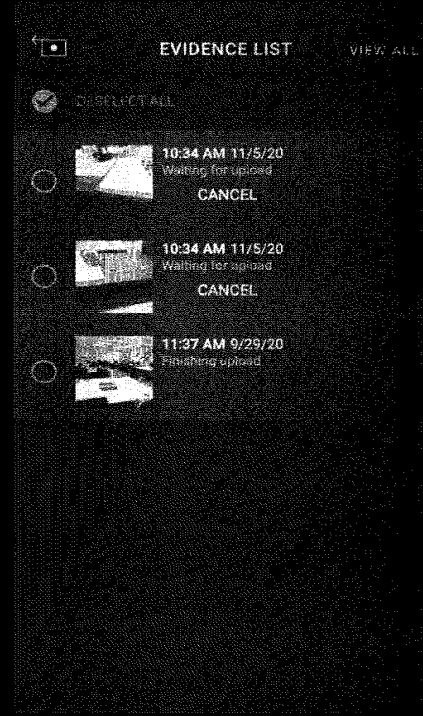 EVIDENCE LIST
VIEW ALL
DESELECT ALL
10:34 AM 11/5/20
Waiting for upload
CANCEL
10:34 AM 11/5/20
Waiting for upload
CANCEL
11:37 AM 9/29/20
Finishing upload